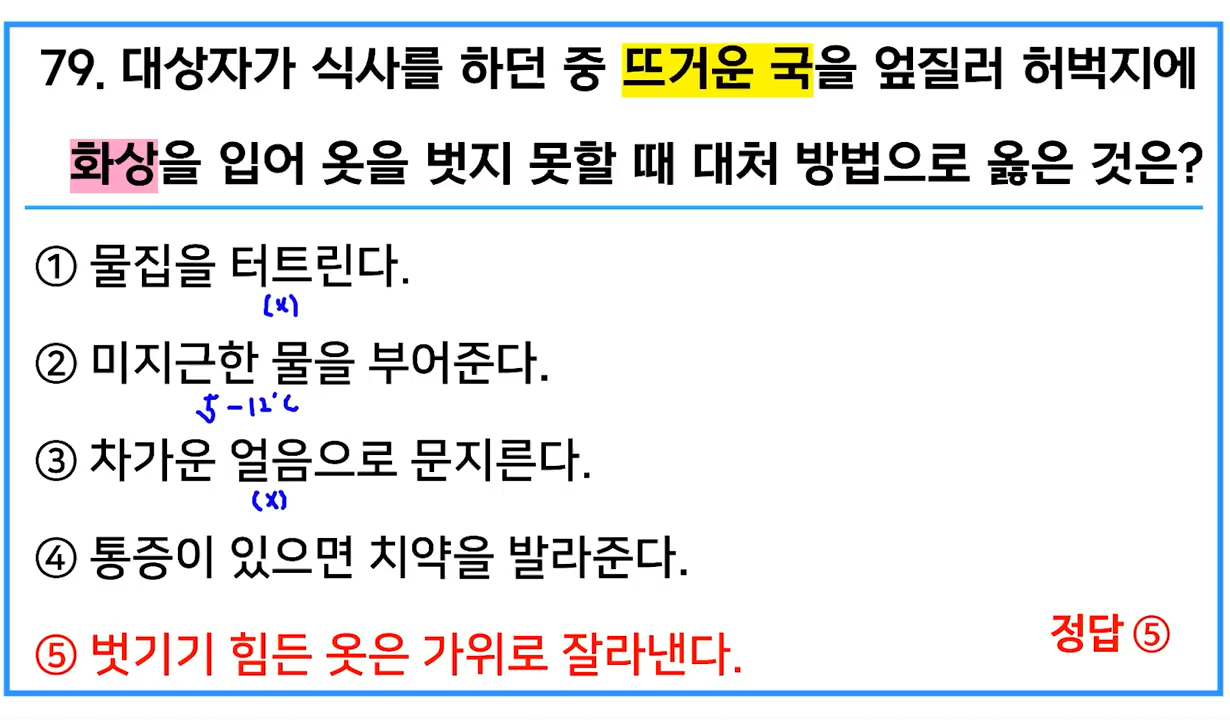 79. 대상자가 식사를 하던 중 뜨거운 국을 엎질러 허벅지에
화상을 입어 옷을 벗지 못할 때 대처 방법으로 옳은 것은?
① 물집을 터트린다.
(x)
② 미지근한 물을 부어준다.
5-12°C
③ 차가운 얼음으로 문지른다.
(x)
④ 통증이 있으면 치약을 발라준다.
⑤ 벗기기 힘든 옷은 가위로 잘라낸다.
정답 ⑤